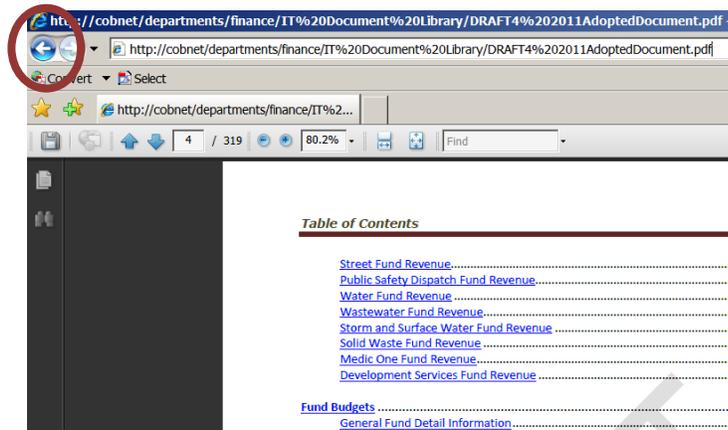 http://cobnet/departments/finance/IT%20Document%20Library/DRAFT4%202011AdoptedDocument.pdf -
http://cobnet/departments/finance/IT%20Document%20Library/DRAFT4%202011AdoptedDocument.pdf
Convert Select
http://cobnet/departments/finance/IT%2...
4 / 319 80.2% Find
Table of Contents
Street Fund Revenue
Public Safety Dispatch Fund Revenue
Water Fund Revenue
Wastewater Fund Revenue
Storm and Surface Water Fund Revenue
Solid Waste Fund Revenue
Medic One Fund Revenue
Development Services Fund Revenue
Fund Budgets
General Fund Detail Information